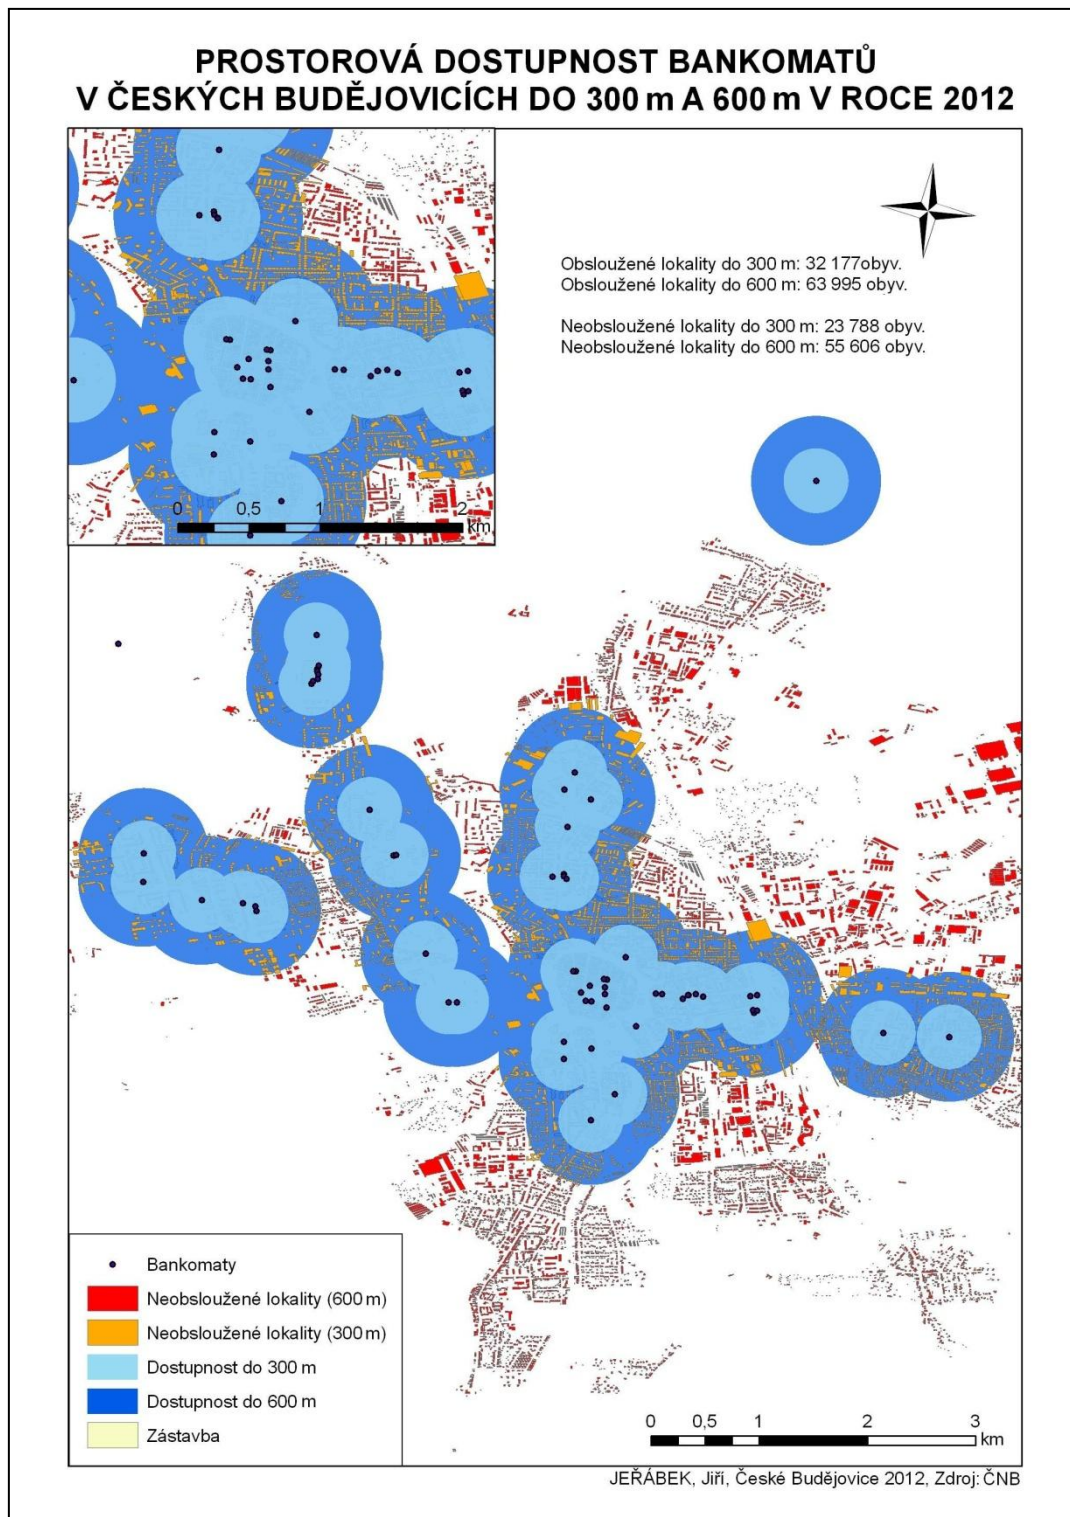 PROSTOROVÁ DOSTUPNOST BANKOMATŮ
V ČESKÝCH BUDĚJOVICÍCH DO 300 m A 600 m V ROCE 2012
Obsloužené lokality do 300 m: 32 177obyv.
Obsloužené lokality do 600 m: 63 995 obyv.
Neobsloužené lokality do 300 m: 23 788 obyv.
Neobsloužené lokality do 600 m: 55 606 obyv.
0 0,5 1 2
km
Bankomaty
Neobsloužené lokality (600 m)
Neobsloužené lokality (300 m)
Dostupnost do 300 m
Dostupnost do 600 m
Zástavba
0 0,5 1 2 3
km
JEŘÁBEK, Jiří, České Budějovice 2012, Zdroj: ČNB